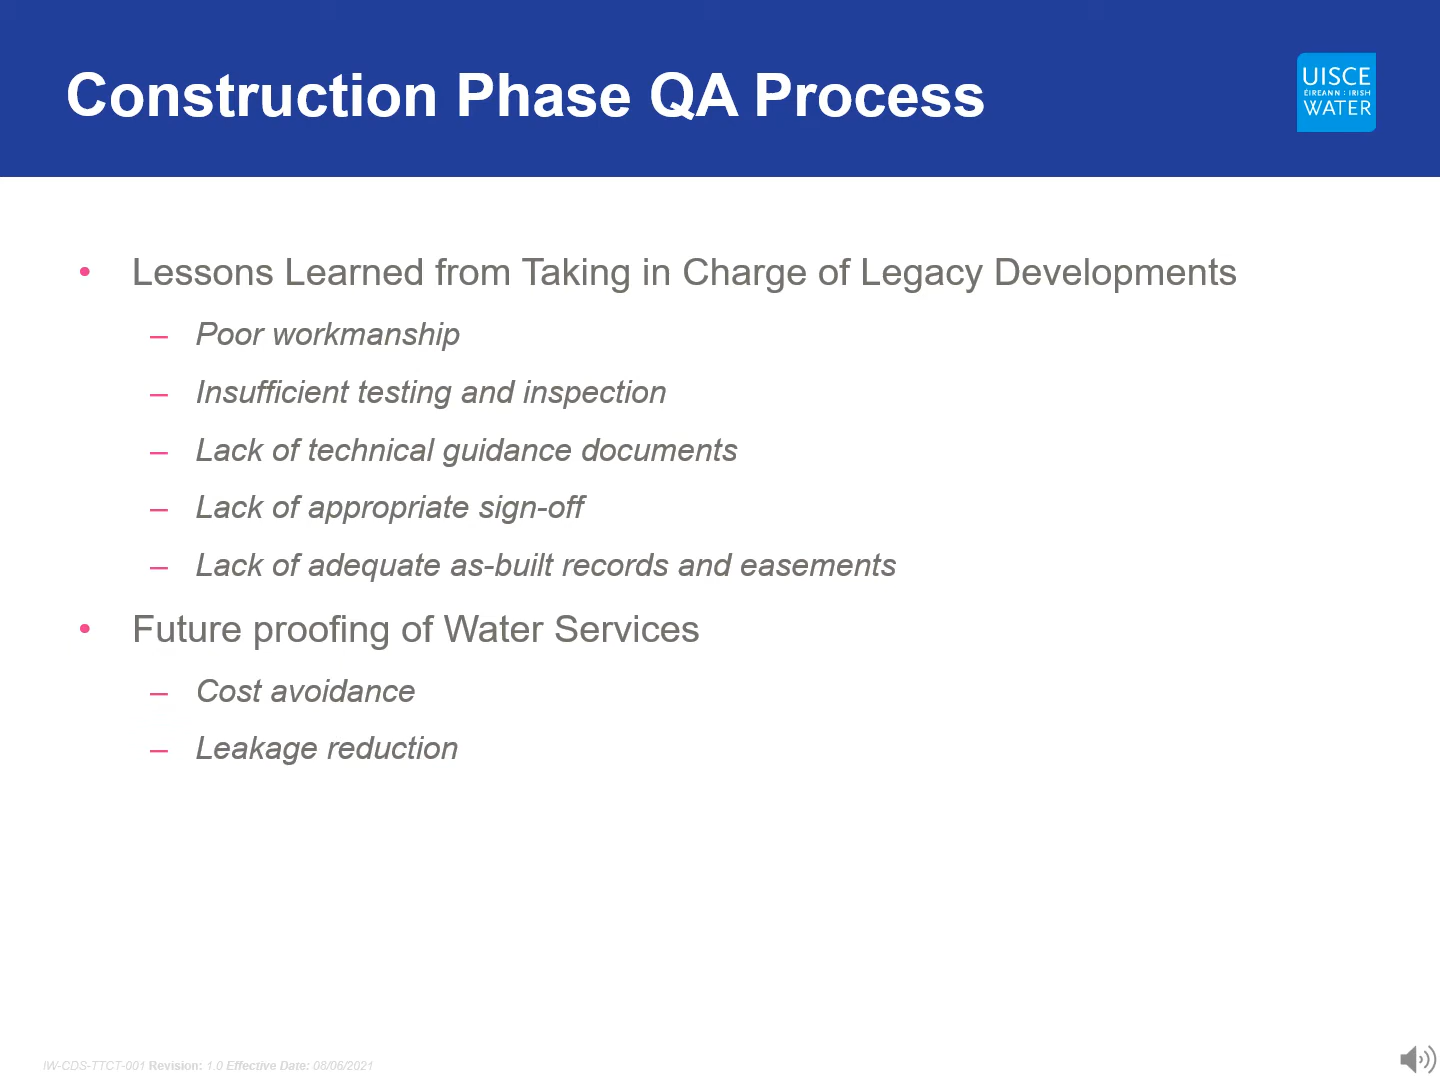 Construction Phase QA Process
UISCE
ÉIREANN : IRISH
WATER
• Lessons Learned from Taking in Charge of Legacy Developments
– Poor workmanship
– Insufficient testing and inspection
– Lack of technical guidance documents
– Lack of appropriate sign-off
– Lack of adequate as-built records and easements
• Future proofing of Water Services
– Cost avoidance
– Leakage reduction
IW-CDS-TTCT-001 Revision: 1.0 Effective Date: 08/06/2021